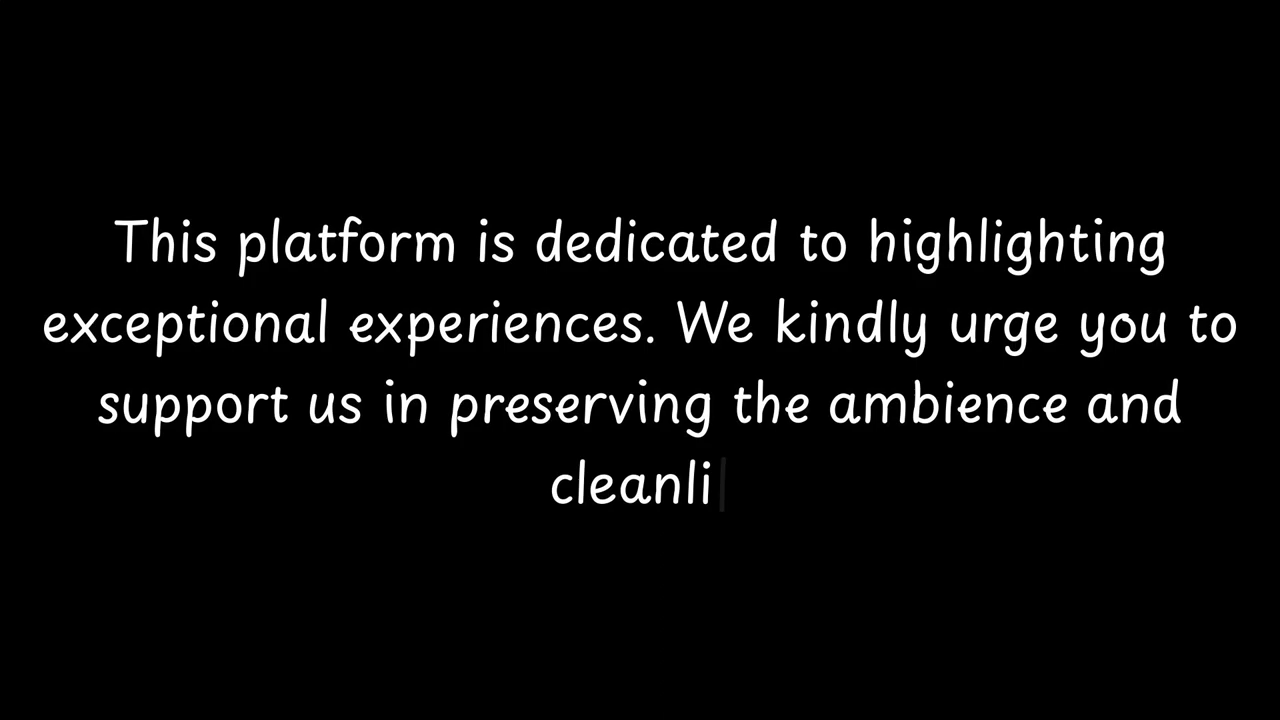 This platform is dedicated to highlighting
exceptional experiences. We kindly urge you to
support us in preserving the ambience and
cleanli